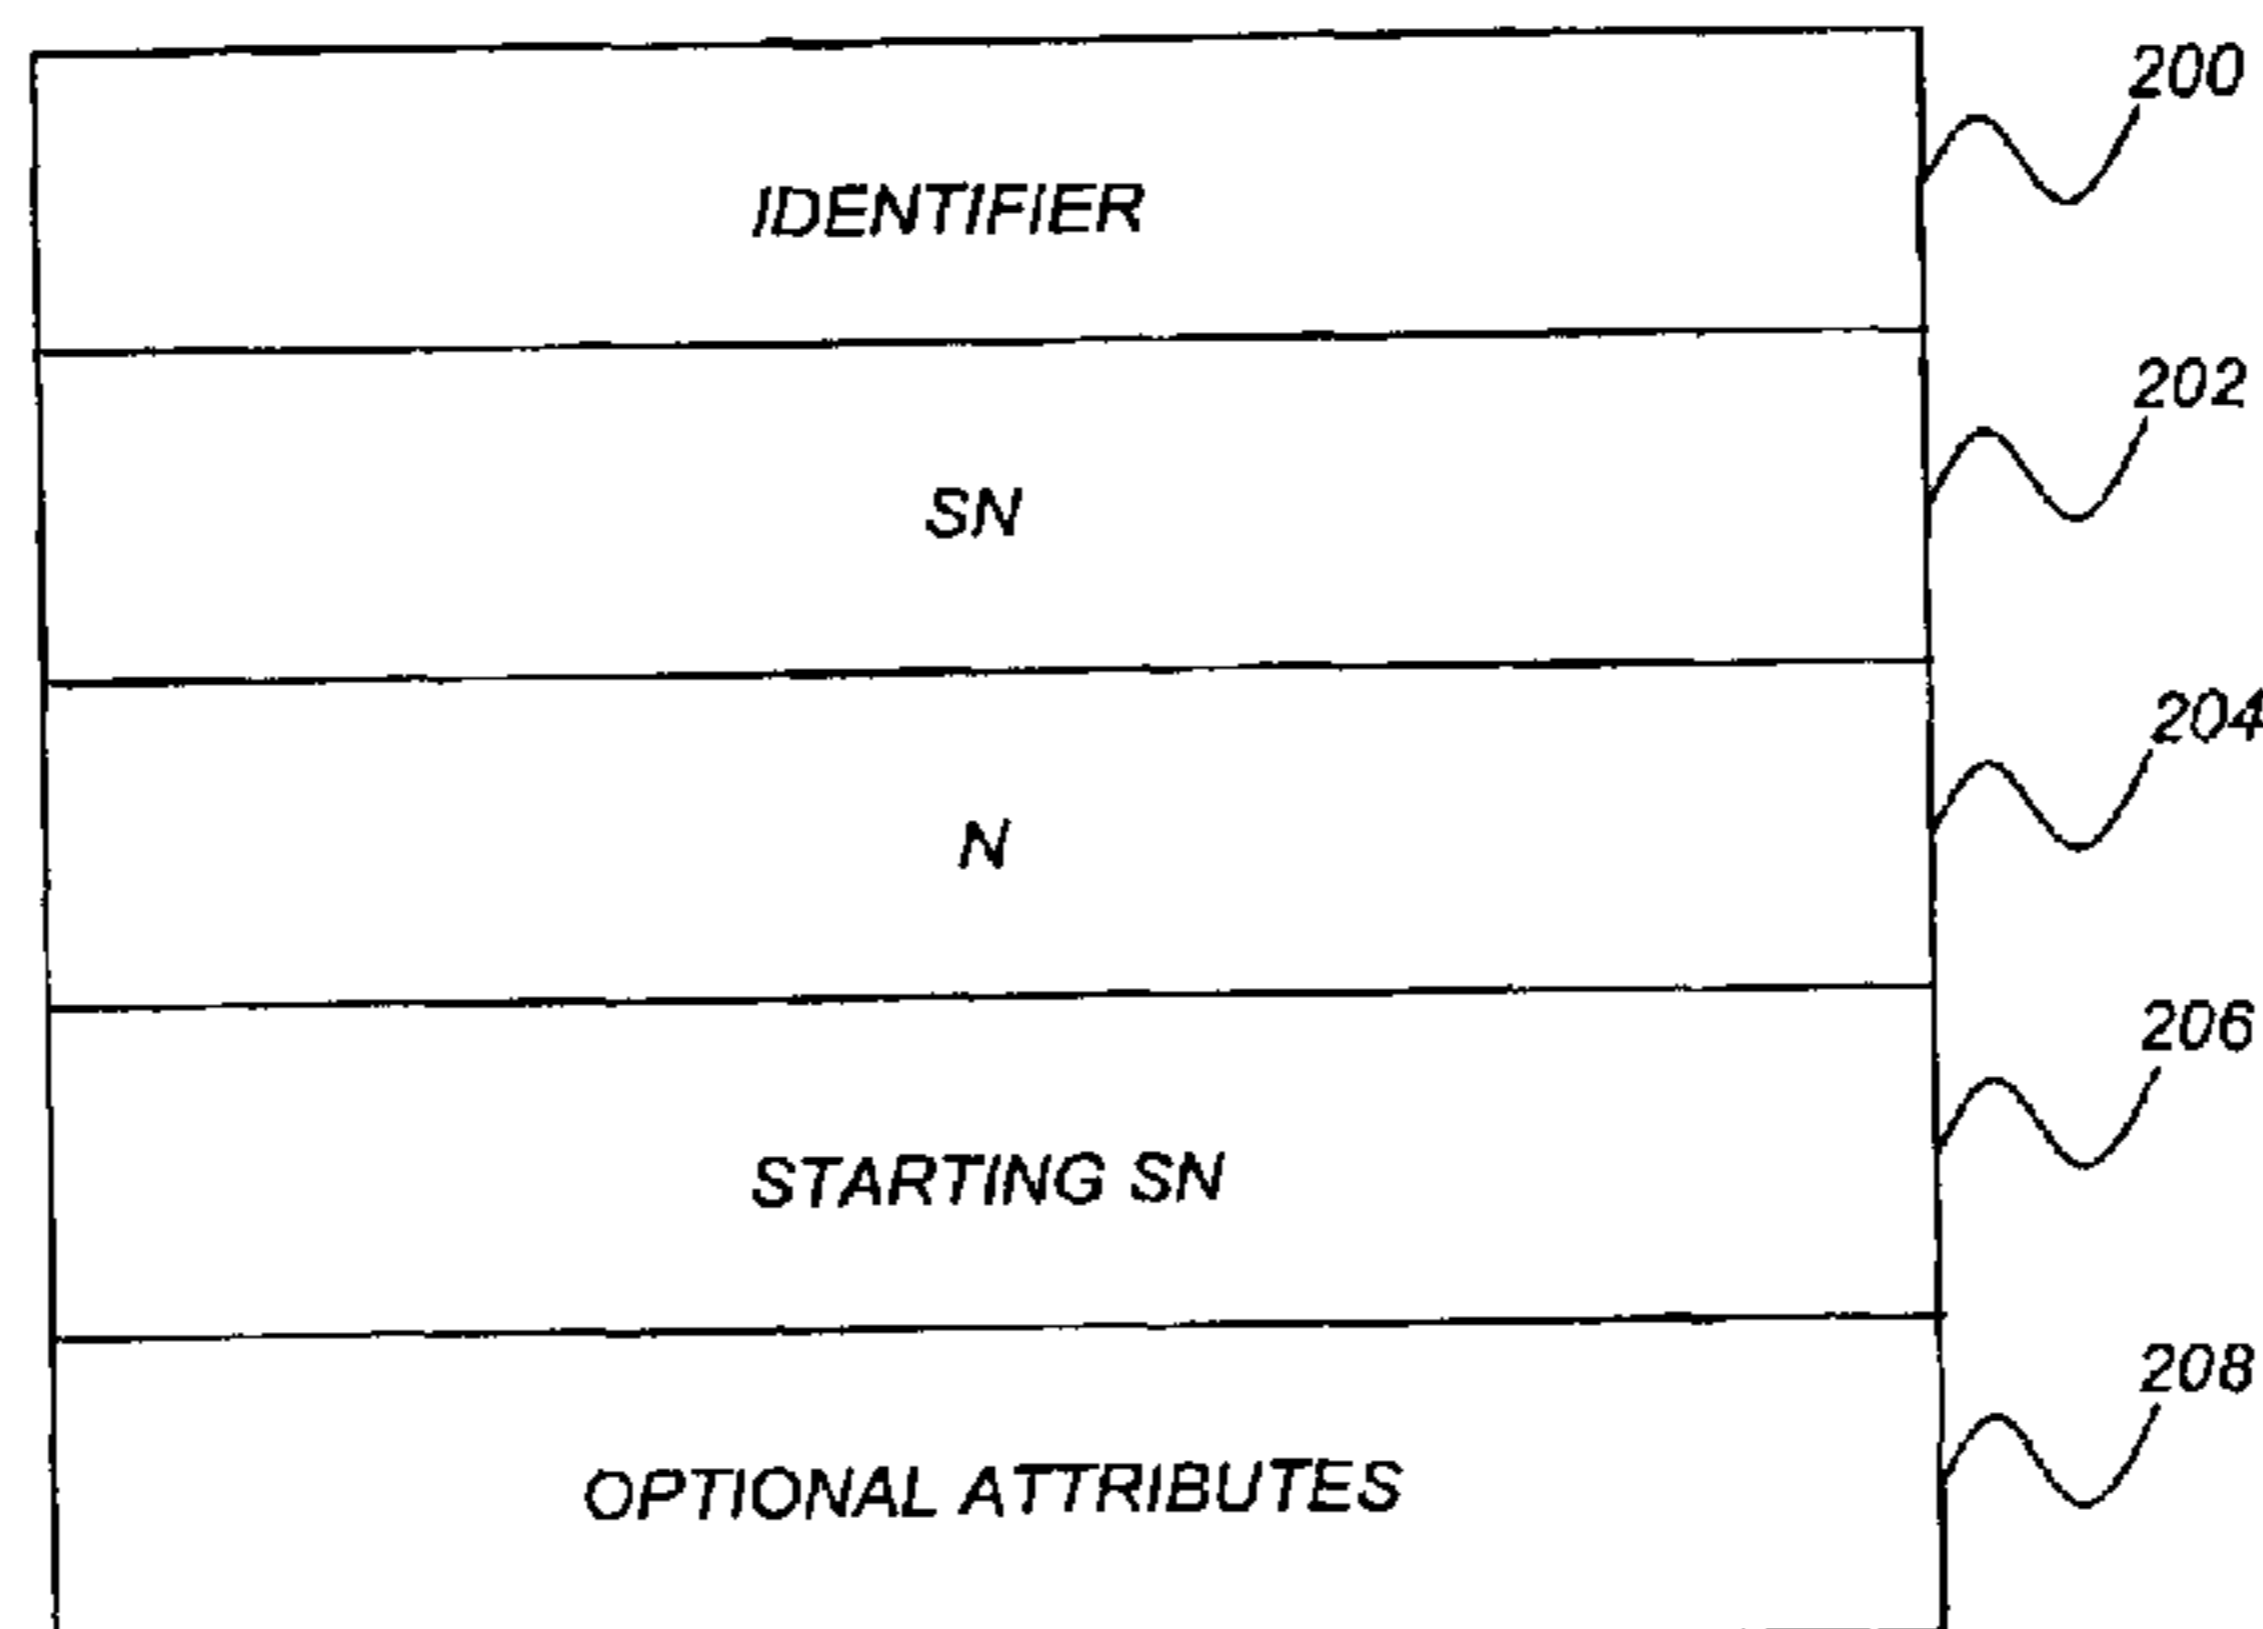 200
IDENTIFIER
202
SN
204
N
206
STARTING SN
208
OPTIONAL ATTRIBUTES